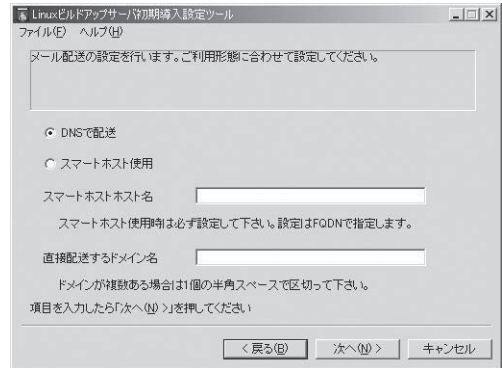 Linuxビルドアップサーバ初期導入設定ツール
ファイル(F) ヘルプ(H)
メール配送の設定を行います。ご利用形態に合わせて設定してください。
DNSで配送
スマートホスト使用
スマートホストホスト名
スマートホスト使用時は必ず設定して下さい。設定はFQDNで指定します。
直接配送するドメイン名
ドメインが複数ある場合は1個の半角スペースで区切って下さい。
項目を入力したら「次へ(N) >」を押してください
< 戻る(B) 次へ(N) > キャンセル